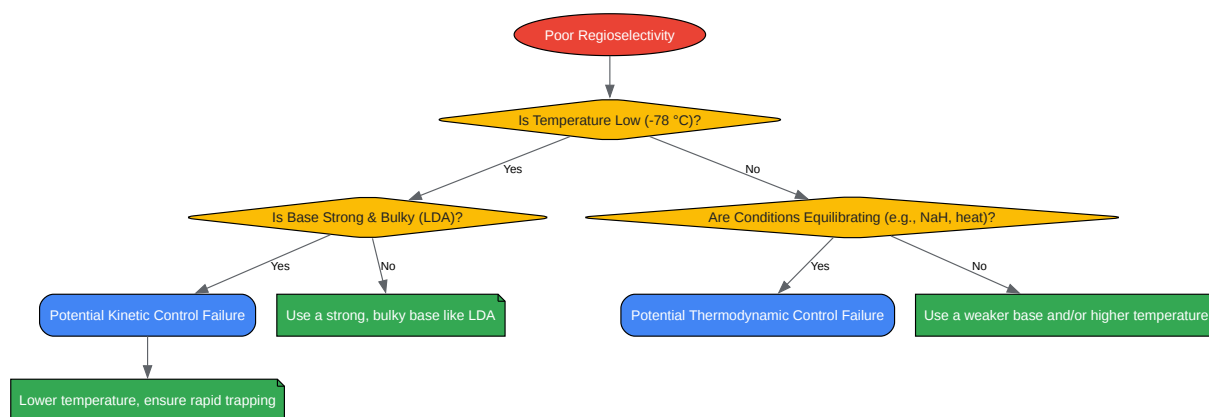 Poor Regioselectivity
Is Temperature Low (-78 °C)?
Yes
No
Is Base Strong & Bulky (LDA)?
Are Conditions Equilibrating (e.g., NaH, heat)?
Yes
No
Yes
No
Potential Kinetic Control Failure
Use a strong, bulky base like LDA
Potential Thermodynamic Control Failure
Use a weaker base and/or higher temperature
Lower temperature, ensure rapid trapping